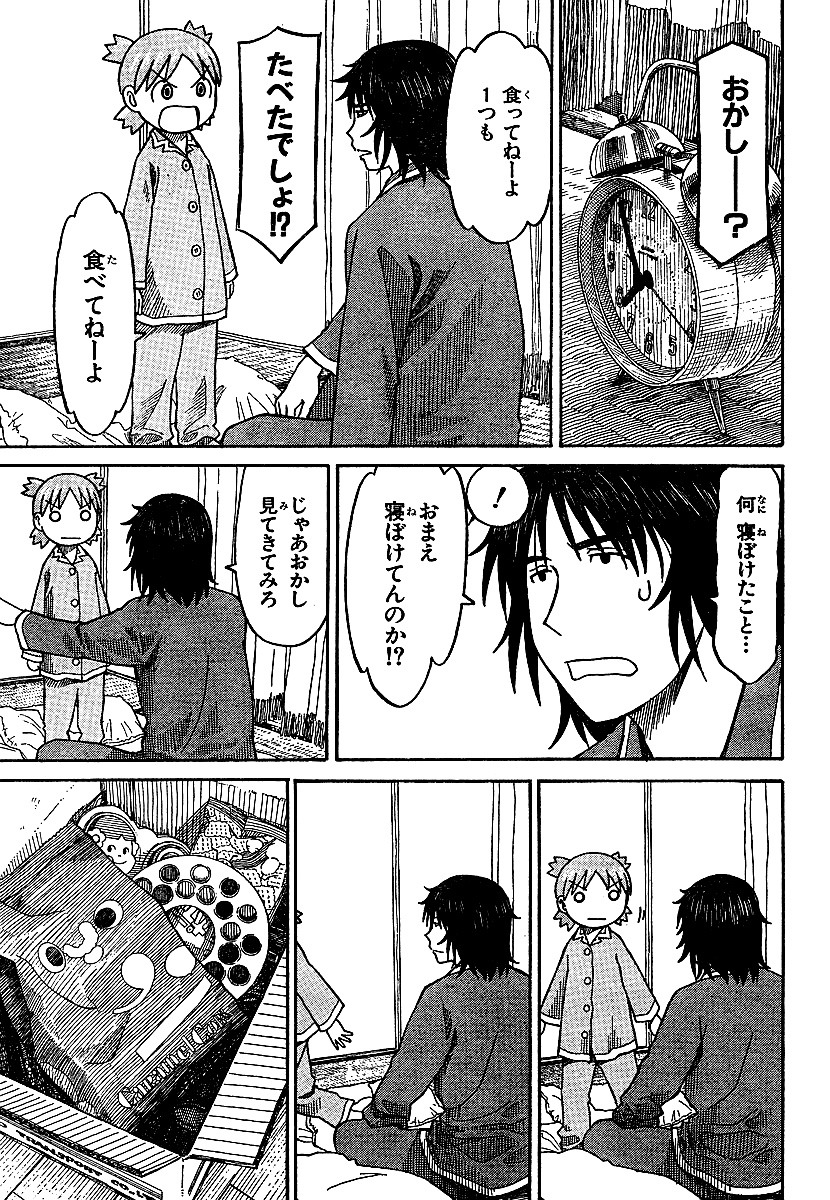 おかしー?
食ってねーよ
1つも
たべたでしょ!?
食べてねーよ
何 寝ぼけたこと…
!
おまえ
寝ぼけてんのか!?
じゃあおかし
見てきてみろ